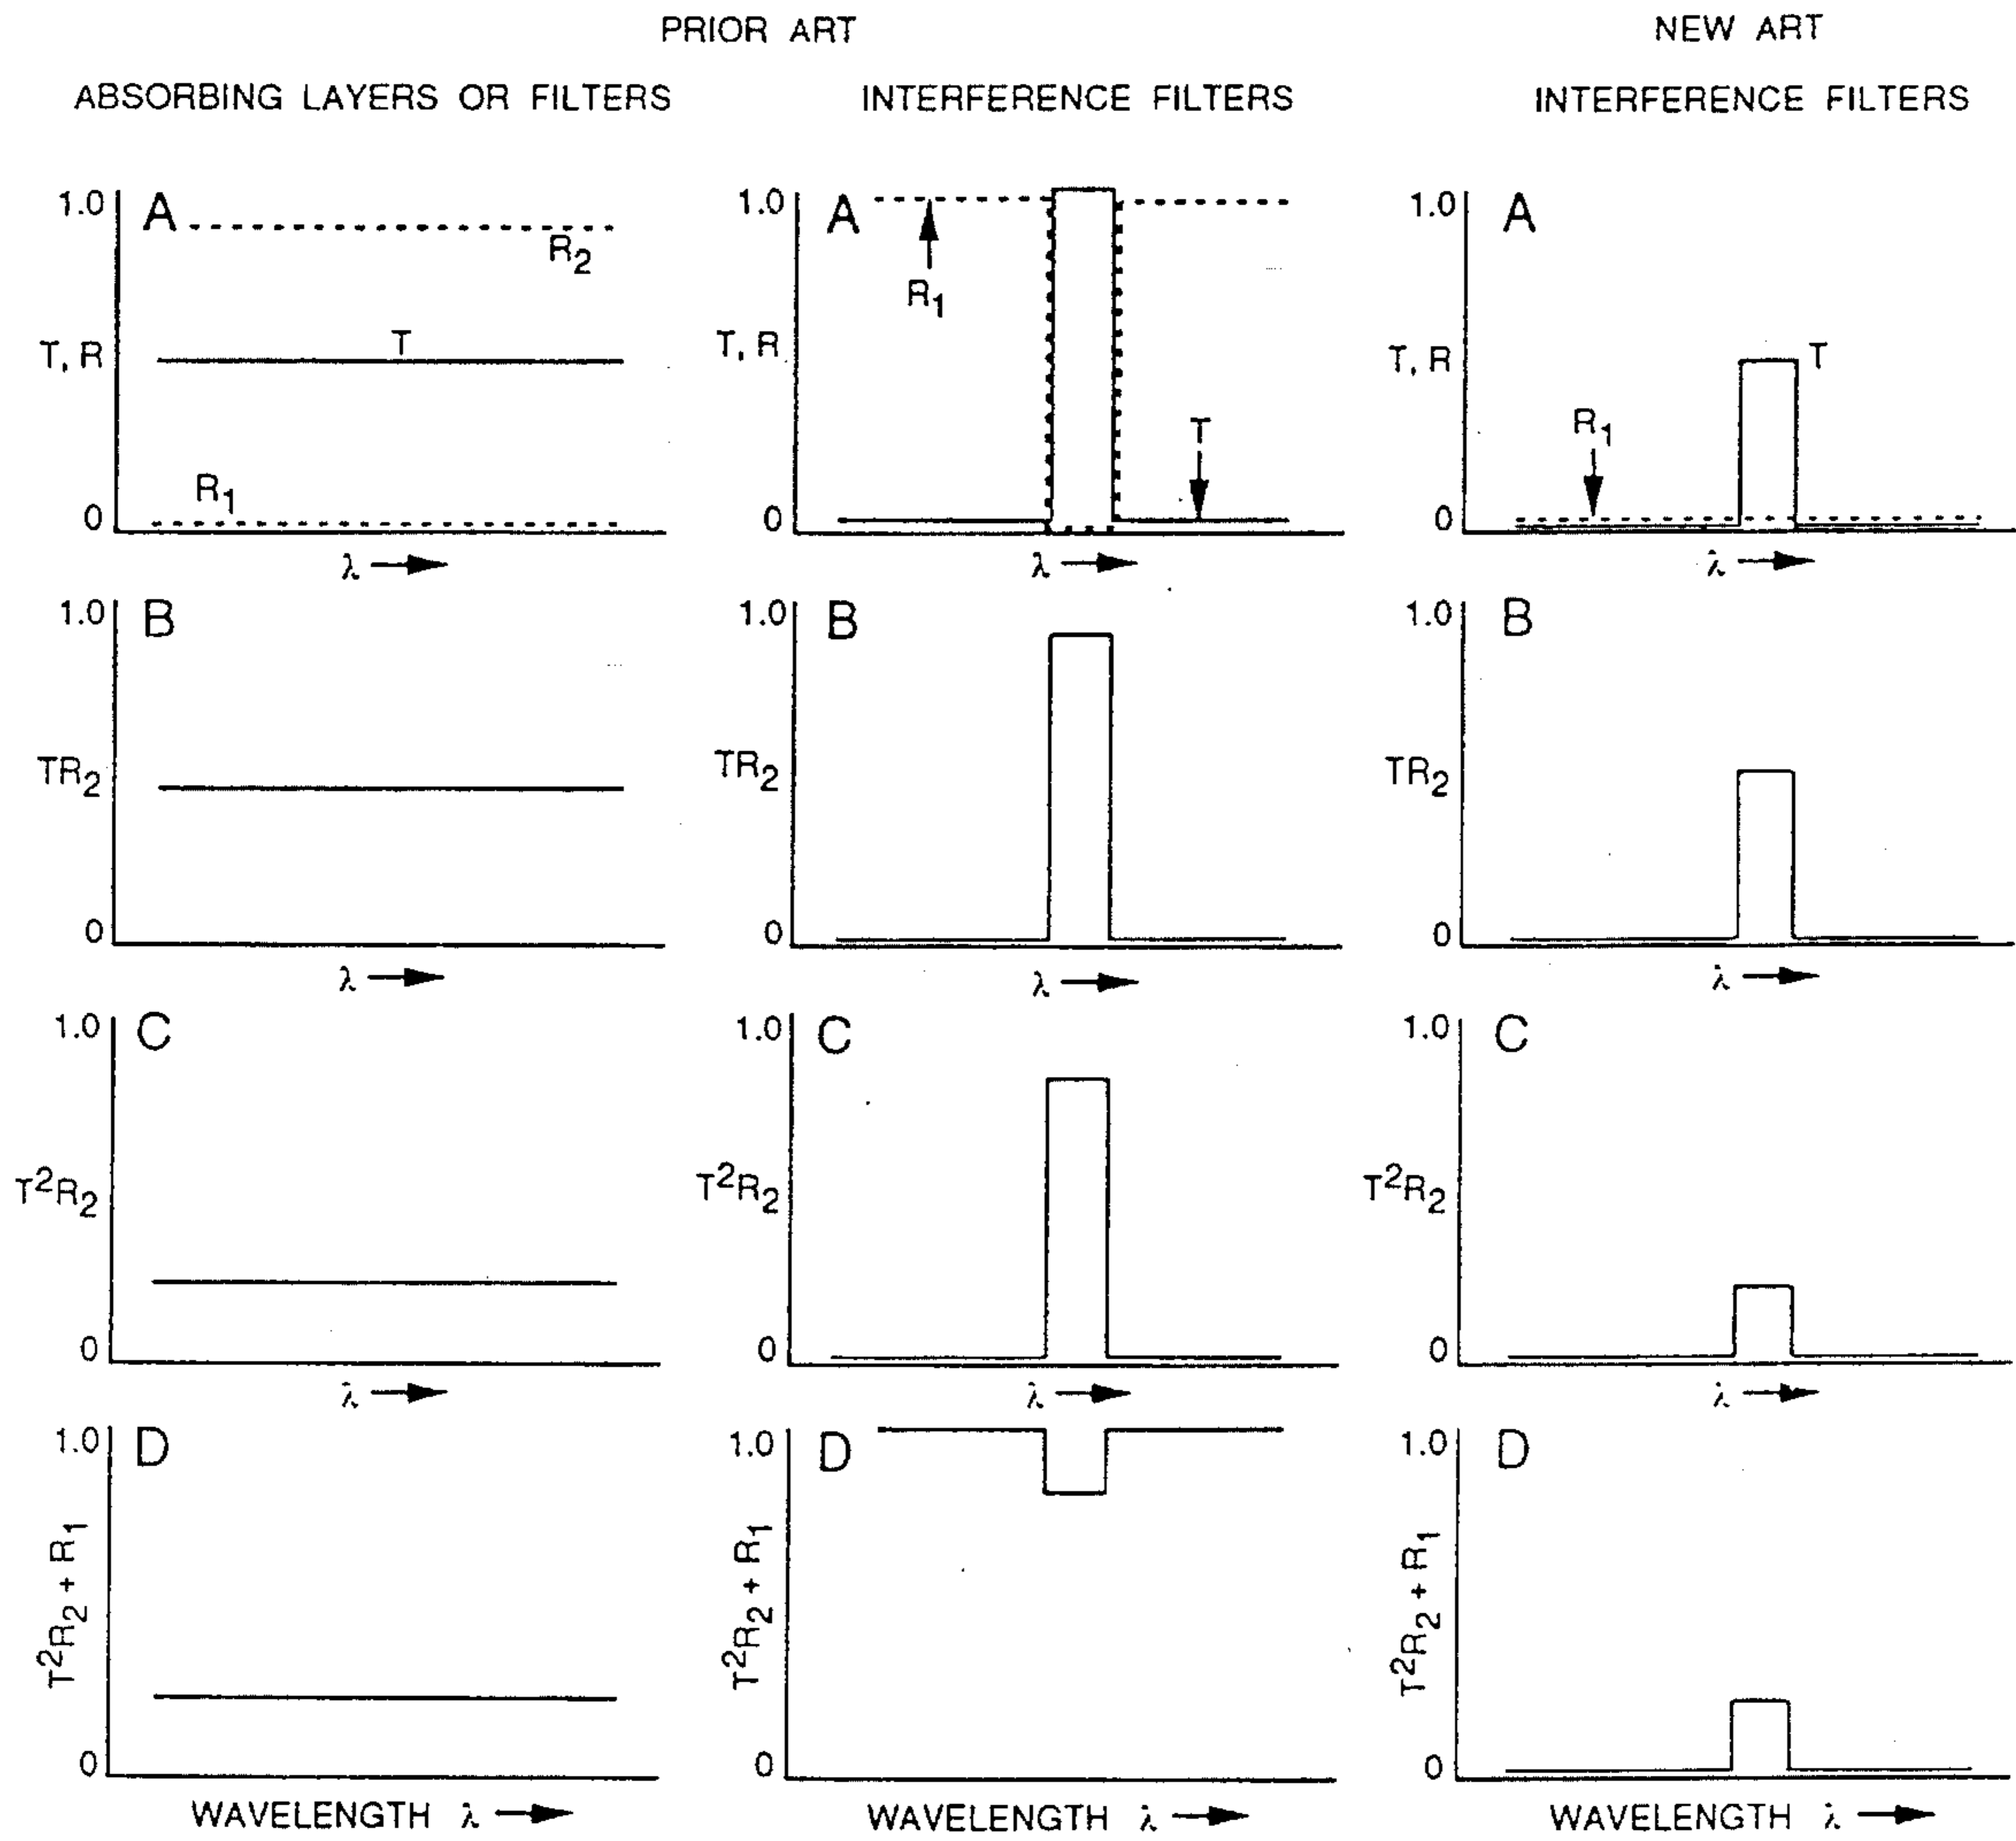 PRIOR ART
NEW ART
ABSORBING LAYERS OR FILTERS
INTERFERENCE FILTERS
INTERFERENCE FILTERS
1.0
A
R₂
T, R
T
R₁
0
λ
1.0
A
R₁
T, R
T
0
λ
1.0
A
T, R
T
R₁
0
λ
1.0
B
TR₂
0
λ
1.0
B
TR₂
0
λ
1.0
B
TR₂
0
λ
1.0
C
T²R₂
0
λ
1.0
C
T²R₂
0
λ
1.0
C
T²R₂
0
λ
1.0
D
T²R₂ + R₁
0
WAVELENGTH λ
1.0
D
T²R₂ + R₁
0
WAVELENGTH λ
1.0
D
T²R₂ + R₁
0
WAVELENGTH λ